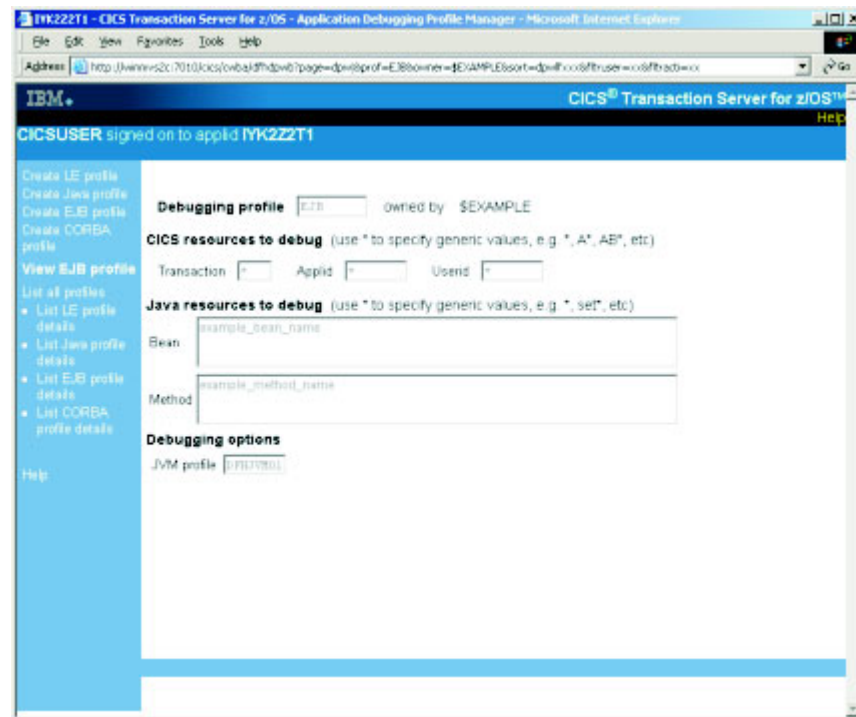 IYK2Z2T1 - CICS Transaction Server for z/OS - Application Debugging Profile Manager - Microsoft Internet Explorer
File Edit View Favorites Tools Help
Address Go
IBM.
CICS® Transaction Server for z/OS™
Help
CICSUSER signed on to applid IYK2Z2T1
Create LE profile
Create Java profile
Create EJB profile
Create CORBA
profile
View EJB profile
List all profiles
List LE profile
details
List Java profile
details
List EJB profile
details
List CORBA
profile details
Help
Debugging profile EJB owned by $EXAMPLE
CICS resources to debug (use * to specify generic values, e.g. *, A*, AB*, etc)
Transaction * Applid * Userid *
Java resources to debug (use * to specify generic values, e.g. *, set*, etc)
Bean example_bean_name
Method example_method_name
Debugging options
JVM profile